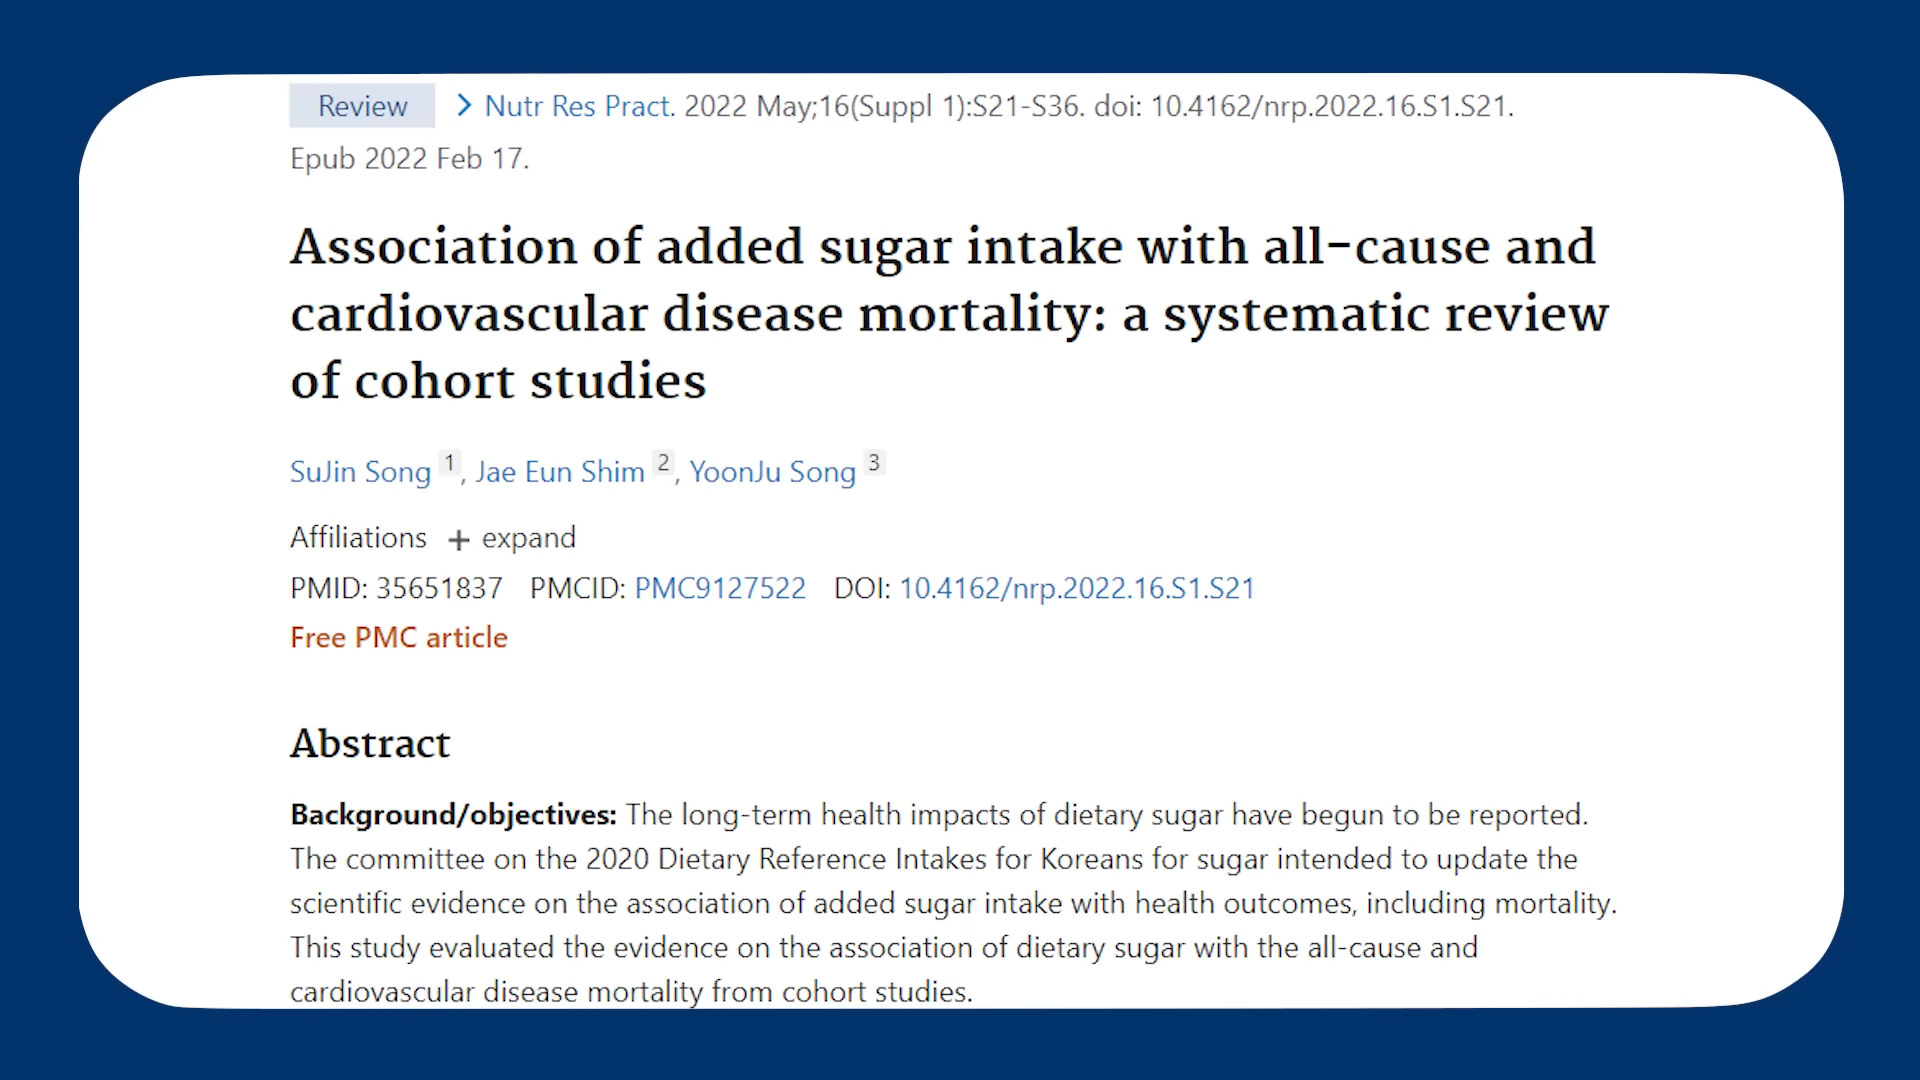 Review > Nutr Res Pract. 2022 May;16(Suppl 1):S21-S36. doi: 10.4162/nrp.2022.16.S1.S21.
Epub 2022 Feb 17.
Association of added sugar intake with all-cause and
cardiovascular disease mortality: a systematic review
of cohort studies
SuJin Song 1, Jae Eun Shim 2, YoonJu Song 3
Affiliations + expand
PMID: 35651837 PMCID: PMC9127522 DOI: 10.4162/nrp.2022.16.S1.S21
Free PMC article
Abstract
Background/objectives: The long-term health impacts of dietary sugar have begun to be reported.
The committee on the 2020 Dietary Reference Intakes for Koreans for sugar intended to update the
scientific evidence on the association of added sugar intake with health outcomes, including mortality.
This study evaluated the evidence on the association of dietary sugar with the all-cause and
cardiovascular disease mortality from cohort studies.